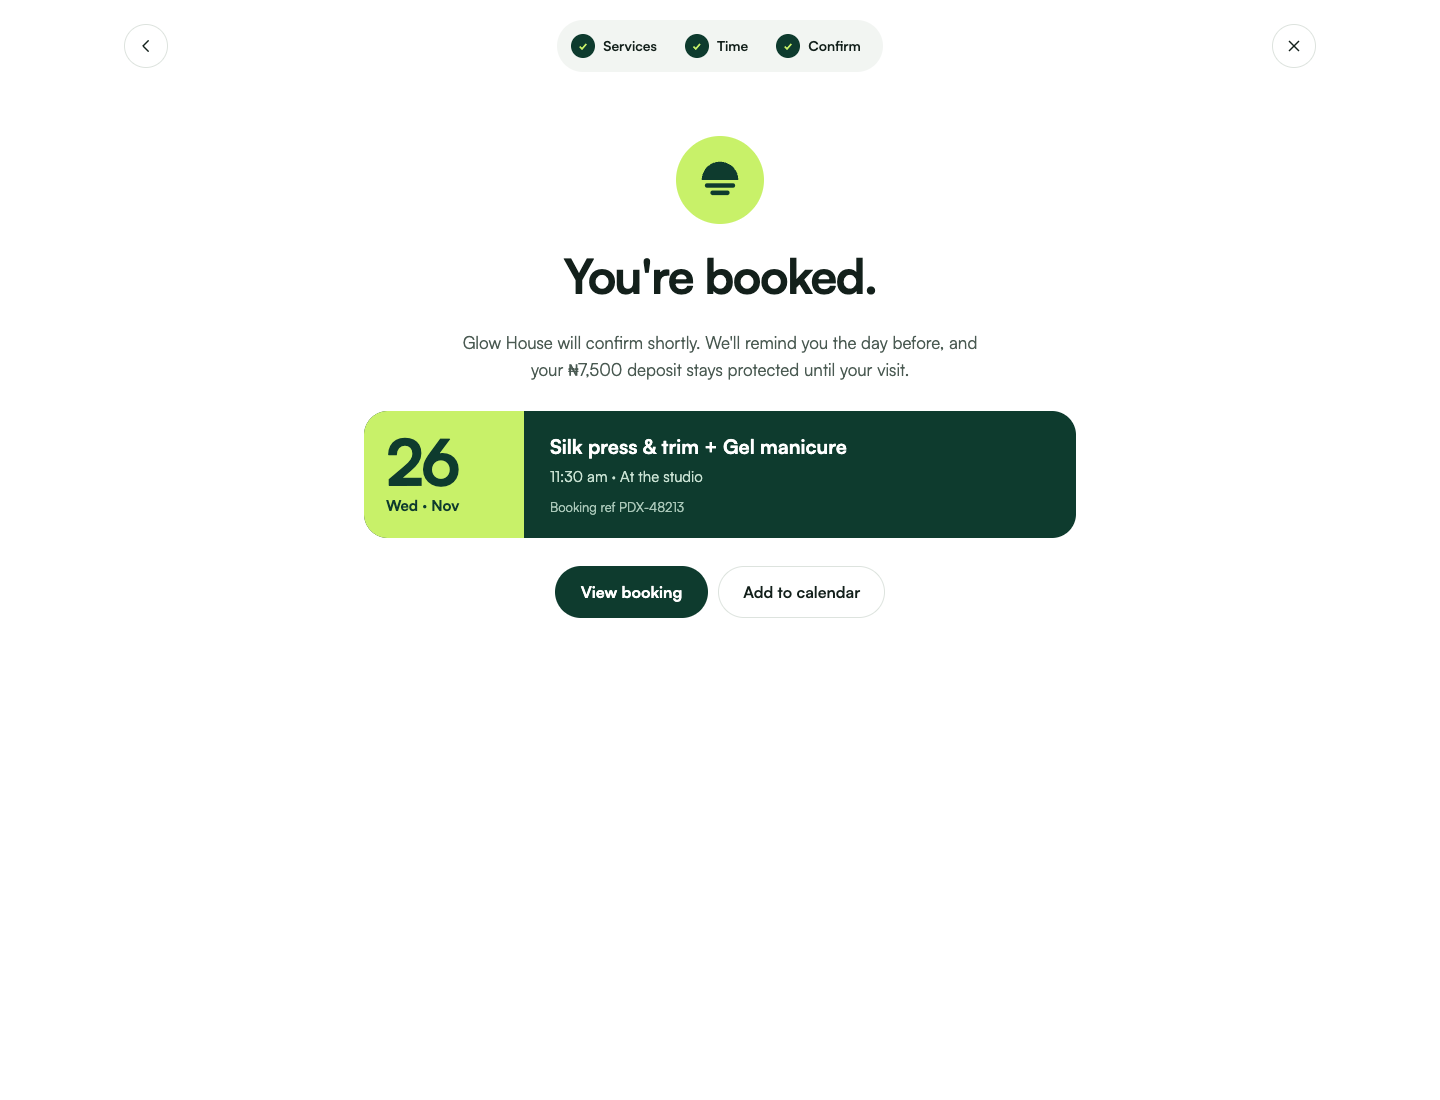 Services
Time
Confirm
You're booked.
Glow House will confirm shortly. We'll remind you the day before, and
your ₦7,500 deposit stays protected until your visit.
26
Wed · Nov
Silk press & trim + Gel manicure
11:30 am · At the studio
Booking ref PDX-48213
View booking
Add to calendar